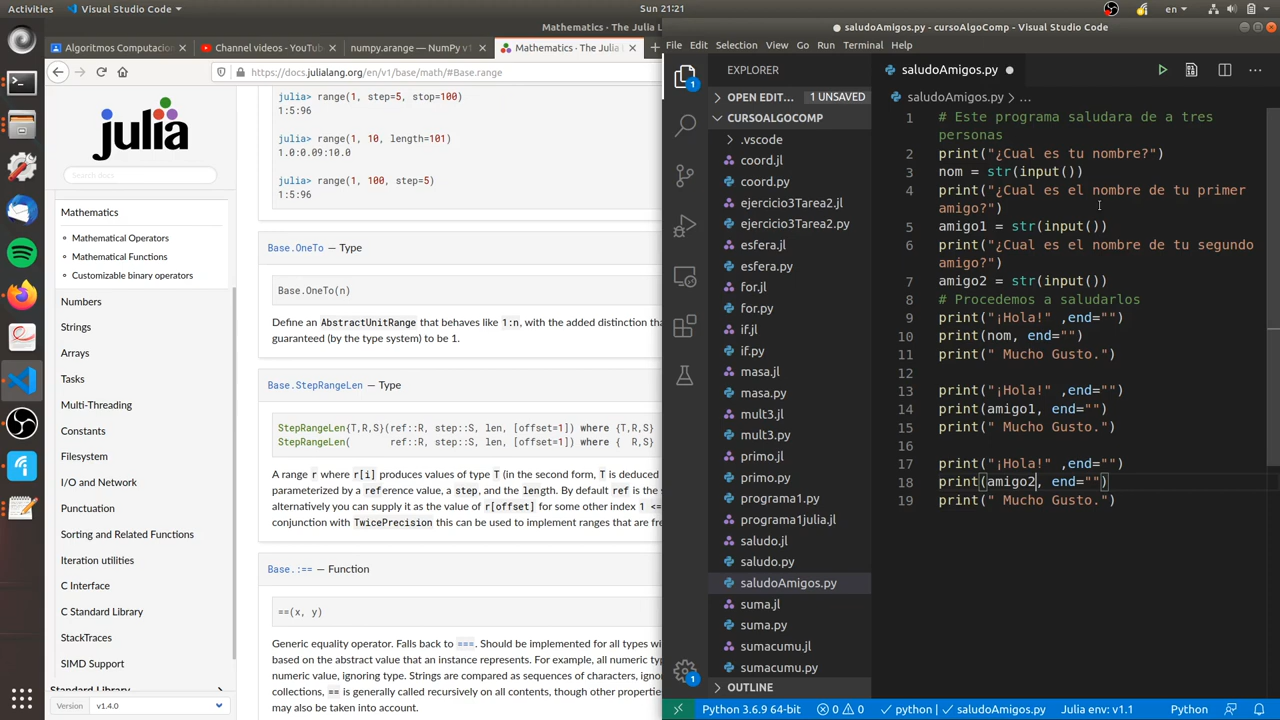 Activities
Visual Studio Code
Sun 21:21
en
Mathematics · The Julia L
saludoAmigos.py - cursoAlgoComp - Visual Studio Code
Algoritmos Computacion
Channel videos - YouTub
numpy.arange — NumPy v1
Mathematics · The Julia L
https://docs.julialang.org/en/v1/base/math/#Base.range
julia
Search docs
Mathematics
Mathematical Operators
Mathematical Functions
Customizable binary operators
Numbers
Strings
Arrays
Tasks
Multi-Threading
Constants
Filesystem
I/O and Network
Punctuation
Sorting and Related Functions
Iteration utilities
C Interface
C Standard Library
StackTraces
SIMD Support
Standard Library
Version v1.4.0
julia> range(1, step=5, stop=100)
1:5:96
julia> range(1, 10, length=101)
1.0:0.09:10.0
julia> range(1, 100, step=5)
1:5:96
Base.OneTo — Type
Base.OneTo(n)
Define an AbstractUnitRange that behaves like 1:n, with the added distinction tha
guaranteed (by the type system) to be 1.
Base.StepRangeLen — Type
StepRangeLen{T,R,S}(ref::R, step::S, len, [offset=1]) where {T,R,S}
StepRangeLen( ref::R, step::S, len, [offset=1]) where { R,S}
A range r where r[i] produces values of type T (in the second form, T is deduced
parameterized by a reference value, a step, and the length. By default ref is the s
alternatively you can supply it as the value of r[offset] for some other index 1 <=
conjunction with TwicePrecision this can be used to implement ranges that are fre
Base.:== — Function
==(x, y)
Generic equality operator. Falls back to ===. Should be implemented for all types wi
based on the abstract value that an instance represents. For example, all numeric typ
numeric value, ignoring type. Strings are compared as sequences of characters, ignor
collections, == is generally called recursively on all contents, though other properties
may also be taken into account.
File Edit Selection View Go Run Terminal Help
EXPLORER
OPEN EDIT... 1 UNSAVED
CURSOALGOCOMP
.vscode
coord.jl
coord.py
ejercicio3Tarea2.jl
ejercicio3Tarea2.py
esfera.jl
esfera.py
for.jl
for.py
if.jl
if.py
masa.jl
masa.py
mult3.jl
mult3.py
primo.jl
primo.py
programa1.py
programa1julia.jl
saludo.jl
saludo.py
saludoAmigos.py
suma.jl
suma.py
sumacumu.jl
sumacumu.py
OUTLINE
1
1
saludoAmigos.py
saludoAmigos.py > ...
1 # Este programa saludara de a tres
personas
2 print("¿Cual es tu nombre?")
3 nom = str(input())
4 print("¿Cual es el nombre de tu primer
amigo?")
5 amigo1 = str(input())
6 print("¿Cual es el nombre de tu segundo
amigo?")
7 amigo2 = str(input())
8 # Procedemos a saludarlos
9 print("¡Hola!" ,end="")
10 print(nom, end="")
11 print(" Mucho Gusto.")
12
13 print("¡Hola!" ,end="")
14 print(amigo1, end="")
15 print(" Mucho Gusto.")
16
17 print("¡Hola!" ,end="")
18 print(amigo2, end="")
19 print(" Mucho Gusto.")
Python 3.6.9 64-bit
0
0
python
saludoAmigos.py
Julia env: v1.1
Python